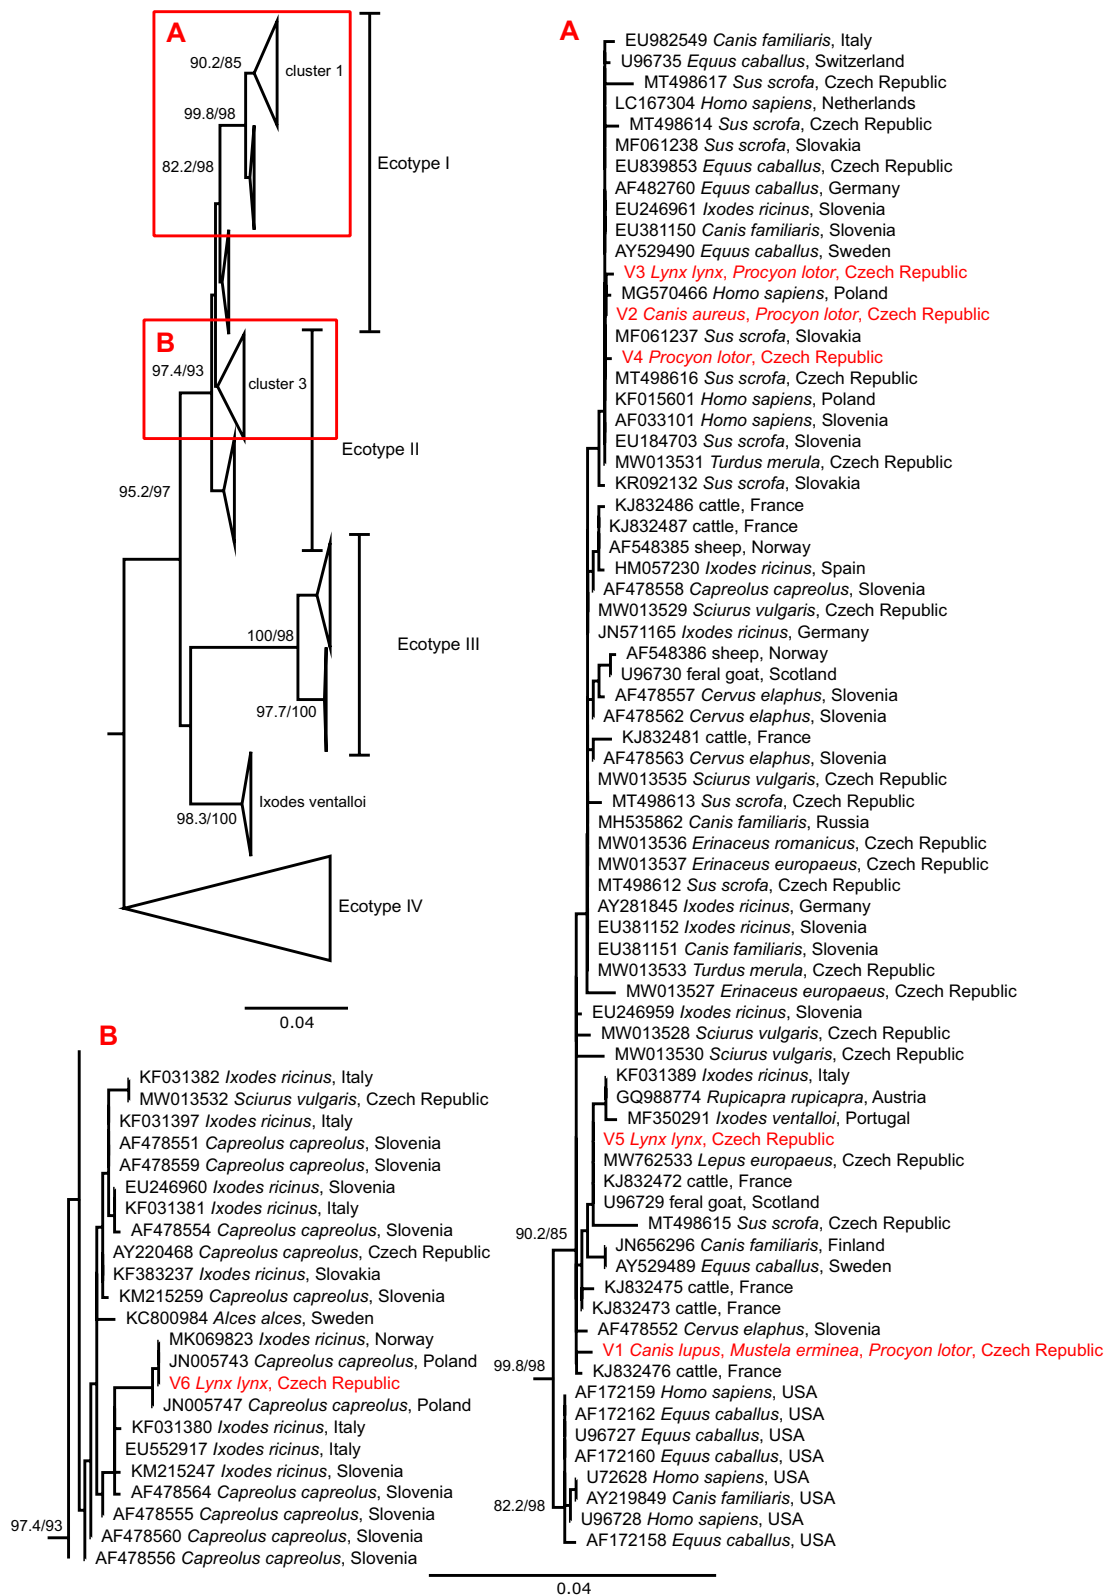 A
90.2/85
cluster 1
99.8/98
82.2/98
Ecotype I
B
97.4/93
cluster 3
Ecotype II
95.2/97
100/98
Ecotype III
97.7/100
Ixodes ventalloi
98.3/100
Ecotype IV
0.04
B
KF031382 Ixodes ricinus, Italy
MW013532 Sciurus vulgaris, Czech Republic
KF031397 Ixodes ricinus, Italy
AF478551 Capreolus capreolus, Slovenia
AF478559 Capreolus capreolus, Slovenia
EU246960 Ixodes ricinus, Slovenia
KF031381 Ixodes ricinus, Italy
AF478554 Capreolus capreolus, Slovenia
AY220468 Capreolus capreolus, Czech Republic
KF383237 Ixodes ricinus, Slovakia
KM215259 Capreolus capreolus, Slovenia
KC800984 Alces alces, Sweden
MK069823 Ixodes ricinus, Norway
JN005743 Capreolus capreolus, Poland
V6 Lynx lynx, Czech Republic
JN005747 Capreolus capreolus, Poland
KF031380 Ixodes ricinus, Italy
EU552917 Ixodes ricinus, Italy
KM215247 Ixodes ricinus, Slovenia
AF478564 Capreolus capreolus, Slovenia
AF478555 Capreolus capreolus, Slovenia
97.4/93
AF478560 Capreolus capreolus, Slovenia
AF478556 Capreolus capreolus, Slovenia
A
EU982549 Canis familiaris, Italy
U96735 Equus caballus, Switzerland
MT498617 Sus scrofa, Czech Republic
LC167304 Homo sapiens, Netherlands
MT498614 Sus scrofa, Czech Republic
MF061238 Sus scrofa, Slovakia
EU839853 Equus caballus, Czech Republic
AF482760 Equus caballus, Germany
EU246961 Ixodes ricinus, Slovenia
EU381150 Canis familiaris, Slovenia
AY529490 Equus caballus, Sweden
V3 Lynx lynx, Procyon lotor, Czech Republic
MG570466 Homo sapiens, Poland
V2 Canis aureus, Procyon lotor, Czech Republic
MF061237 Sus scrofa, Slovakia
V4 Procyon lotor, Czech Republic
MT498616 Sus scrofa, Czech Republic
KF015601 Homo sapiens, Poland
AF033101 Homo sapiens, Slovenia
EU184703 Sus scrofa, Slovenia
MW013531 Turdus merula, Czech Republic
KR092132 Sus scrofa, Slovakia
KJ832486 cattle, France
KJ832487 cattle, France
AF548385 sheep, Norway
HM057230 Ixodes ricinus, Spain
AF478558 Capreolus capreolus, Slovenia
MW013529 Sciurus vulgaris, Czech Republic
JN571165 Ixodes ricinus, Germany
AF548386 sheep, Norway
U96730 feral goat, Scotland
AF478557 Cervus elaphus, Slovenia
AF478562 Cervus elaphus, Slovenia
KJ832481 cattle, France
AF478563 Cervus elaphus, Slovenia
MW013535 Sciurus vulgaris, Czech Republic
MT498613 Sus scrofa, Czech Republic
MH535862 Canis familiaris, Russia
MW013536 Erinaceus romanicus, Czech Republic
MW013537 Erinaceus europaeus, Czech Republic
MT498612 Sus scrofa, Czech Republic
AY281845 Ixodes ricinus, Germany
EU381152 Ixodes ricinus, Slovenia
EU381151 Canis familiaris, Slovenia
MW013533 Turdus merula, Czech Republic
MW013527 Erinaceus europaeus, Czech Republic
EU246959 Ixodes ricinus, Slovenia
MW013528 Sciurus vulgaris, Czech Republic
MW013530 Sciurus vulgaris, Czech Republic
KF031389 Ixodes ricinus, Italy
GQ988774 Rupicapra rupicapra, Austria
MF350291 Ixodes ventalloi, Portugal
V5 Lynx lynx, Czech Republic
MW762533 Lepus europaeus, Czech Republic
KJ832472 cattle, France
U96729 feral goat, Scotland
MT498615 Sus scrofa, Czech Republic
90.2/85
JN656296 Canis familiaris, Finland
AY529489 Equus caballus, Sweden
KJ832475 cattle, France
KJ832473 cattle, France
AF478552 Cervus elaphus, Slovenia
V1 Canis lupus, Mustela erminea, Procyon lotor, Czech Republic
99.8/98
KJ832476 cattle, France
AF172159 Homo sapiens, USA
AF172162 Equus caballus, USA
U96727 Equus caballus, USA
AF172160 Equus caballus, USA
U72628 Homo sapiens, USA
AY219849 Canis familiaris, USA
82.2/98
U96728 Homo sapiens, USA
AF172158 Equus caballus, USA
0.04